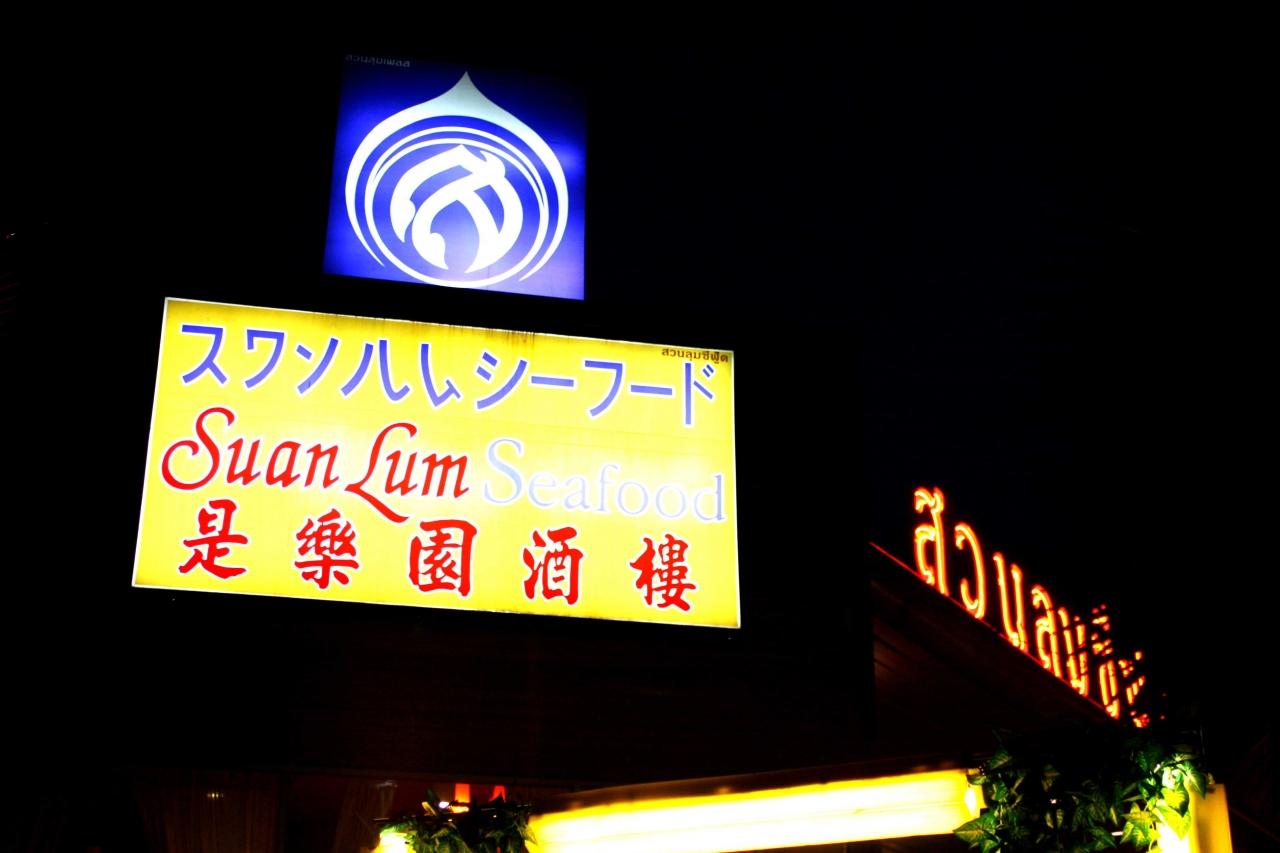 สวนลุมเพลส
ส
สวนลุมซีฟู้ด
スワンルムシーフード
Suan Lum Seafood
是樂園酒樓
สวนลุม